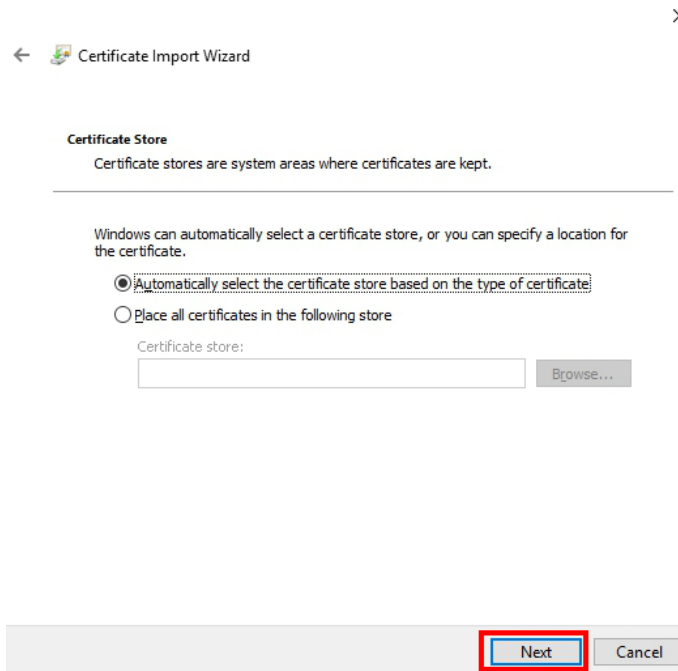 Certificate Import Wizard
Certificate Store
Certificate stores are system areas where certificates are kept.
Windows can automatically select a certificate store, or you can specify a location for
the certificate.
Automatically select the certificate store based on the type of certificate
Place all certificates in the following store
Certificate store:
Browse...
Next
Cancel